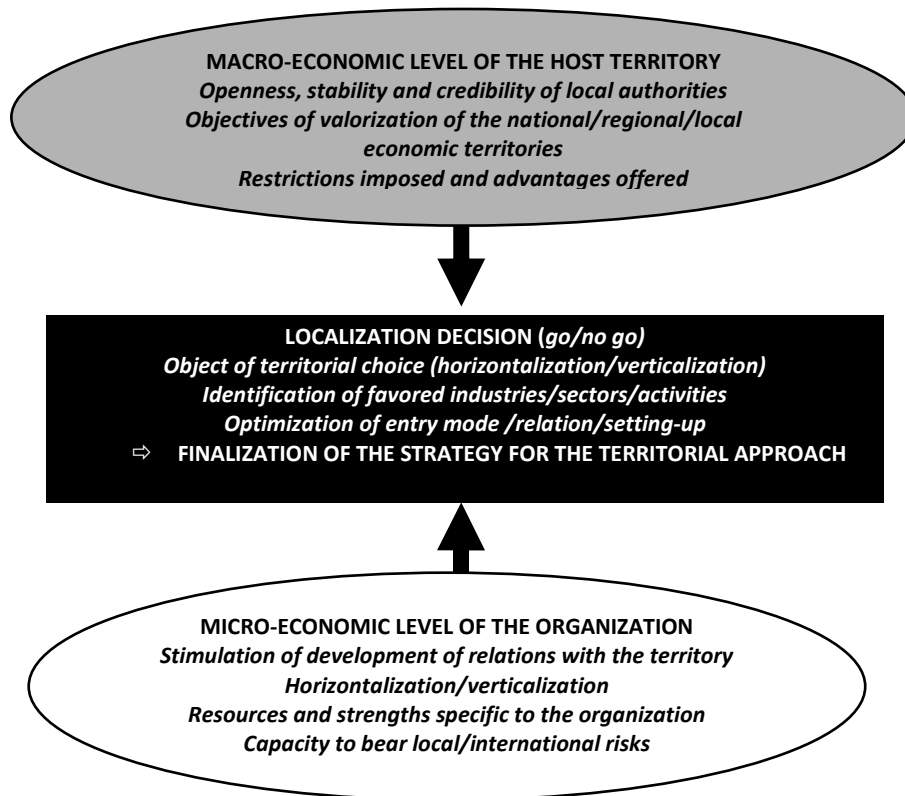 MACRO-ECONOMIC LEVEL OF THE HOST TERRITORY
Openness, stability and credibility of local authorities
Objectives of valorization of the national/regional/local
economic territories
Restrictions imposed and advantages offered
LOCALIZATION DECISION (go/no go)
Object of territorial choice (horizontalization/verticalization)
Identification of favored industries/sectors/activities
Optimization of entry mode /relation/setting-up
⇨ FINALIZATION OF THE STRATEGY FOR THE TERRITORIAL APPROACH
MICRO-ECONOMIC LEVEL OF THE ORGANIZATION
Stimulation of development of relations with the territory
Horizontalization/verticalization
Resources and strengths specific to the organization
Capacity to bear local/international risks